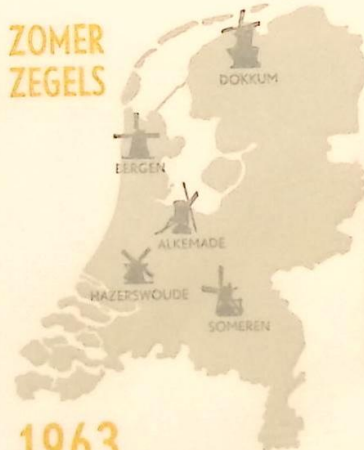 ZOMER
ZEGELS
DOKKUM
BERGEN
ALKEMADE
HAZERSWOUDE
SOMEREN
1963